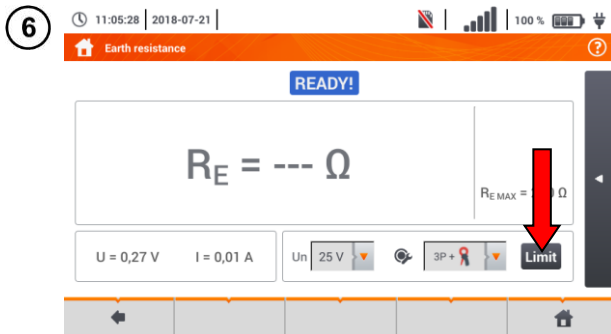 6
11:05:28 2018-07-21 100 %
Earth resistance ?
READY!
RE = --- Ω
RE MAX = Ω
U = 0,27 V I = 0,01 A Un 25 V 3P + Limit